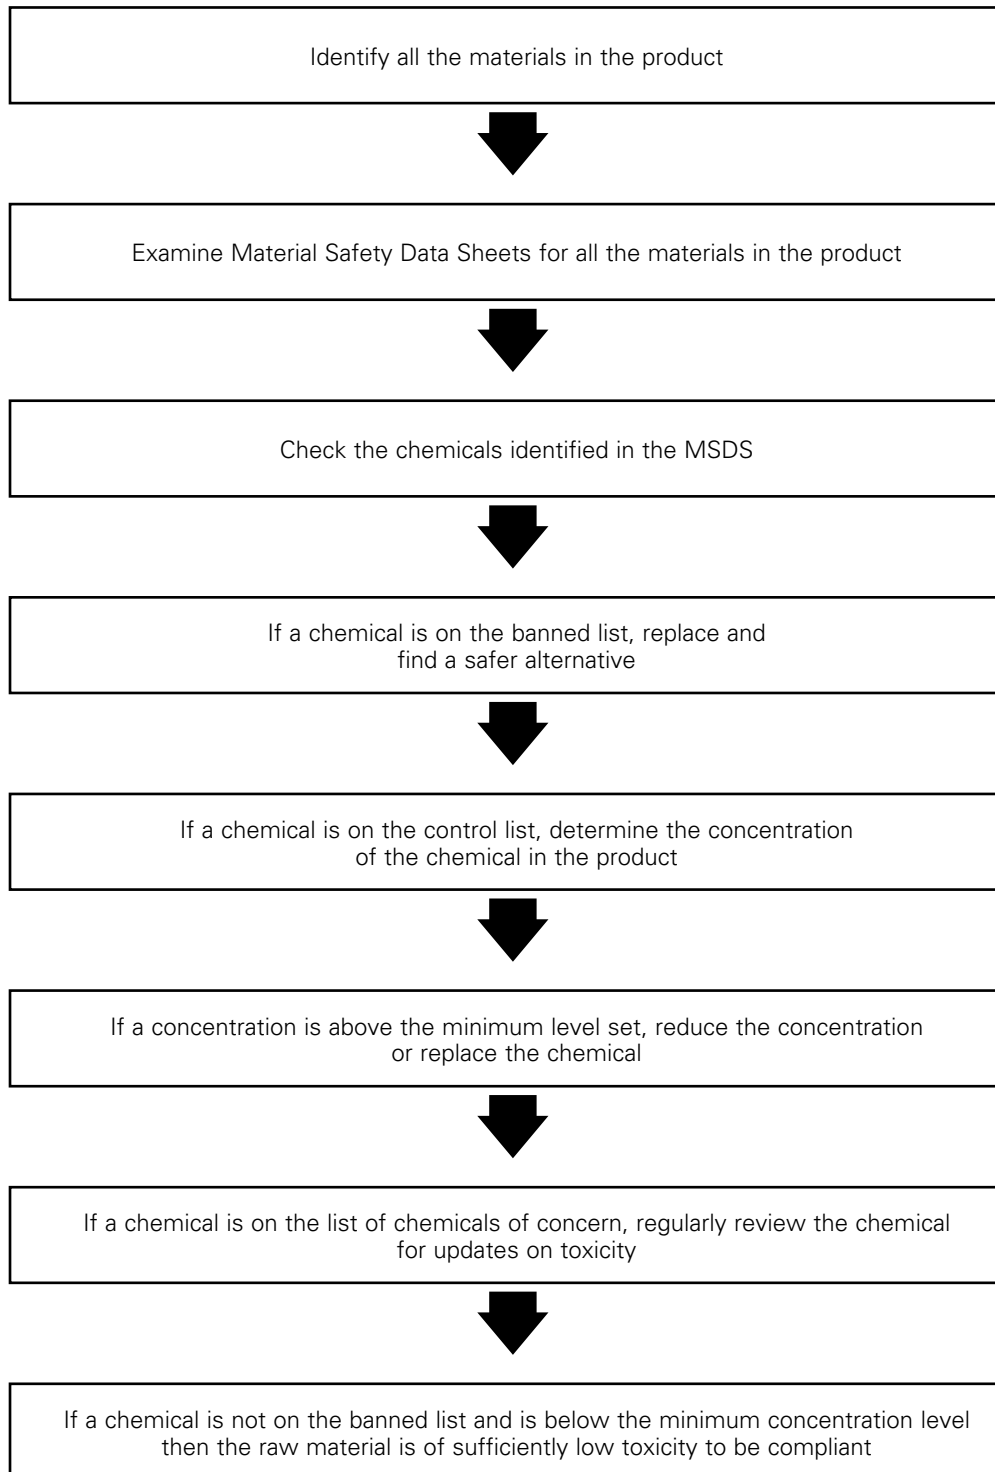 Identify all the materials in the product
Examine Material Safety Data Sheets for all the materials in the product
Check the chemicals identified in the MSDS
If a chemical is on the banned list, replace and
find a safer alternative
If a chemical is on the control list, determine the concentration
of the chemical in the product
If a concentration is above the minimum level set, reduce the concentration
or replace the chemical
If a chemical is on the list of chemicals of concern, regularly review the chemical
for updates on toxicity
If a chemical is not on the banned list and is below the minimum concentration level
then the raw material is of sufficiently low toxicity to be compliant